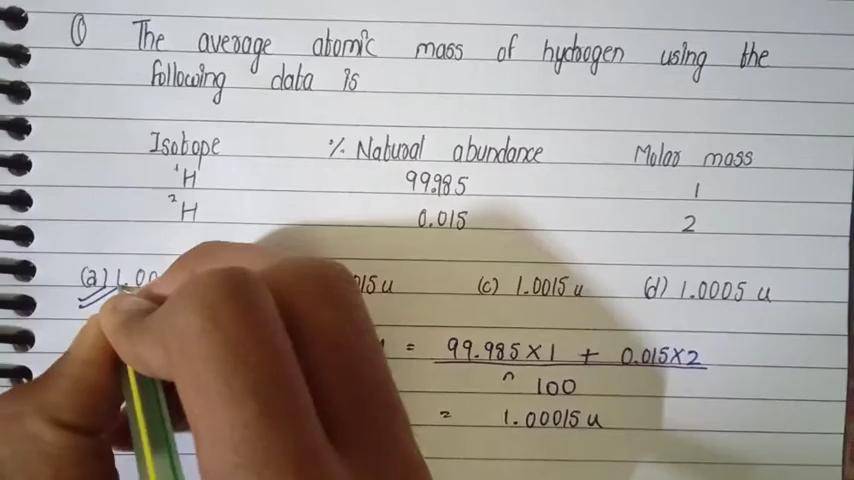 ① The average atomic mass of hydrogen using the
following data is
Isotope % Natural abundance Molar mass
¹H 99.985 1
²H 0.015 2
(a) (c) 1.0015 u (d) 1.0005 u
= 99.985×1 + 0.015×2
100
= 1.00015 u